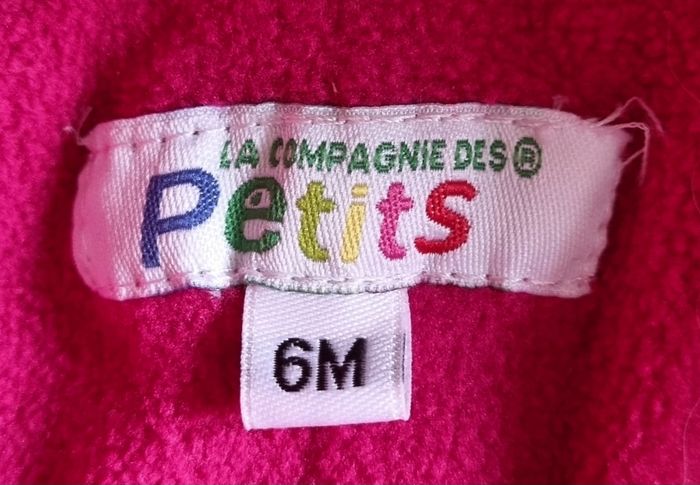 LA COMPAGNIE DES ®
Petits
6M